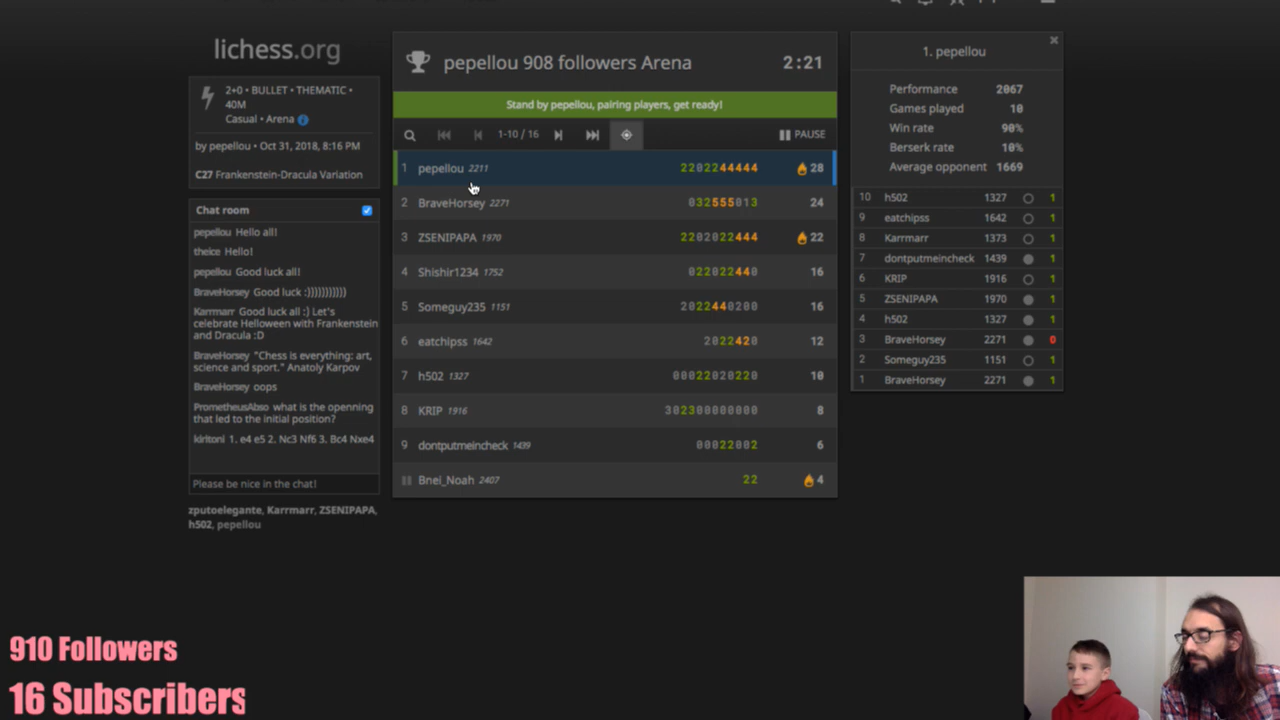 lichess.org
2+0 • BULLET • THEMATIC •
40M
Casual • Arena
by pepellou • Oct 31, 2018, 8:16 PM
C27 Frankenstein-Dracula Variation
Chat room
pepellou Hello all!
theice Hello!
pepellou Good luck all!
BraveHorsey Good luck :)))))))))))
Karrmarr Good luck all :) Let's
celebrate Helloween with Frankenstein
and Dracula :D
BraveHorsey "Chess is everything: art,
science and sport." Anatoly Karpov
BraveHorsey oops
PrometheusAbso what is the openning
that led to the initial position?
kiritoni 1. e4 e5 2. Nc3 Nf6 3. Bc4 Nxe4
Please be nice in the chat!
zputoelegante, Karrmarr, ZSENIPAPA,
h502, pepellou
pepellou 908 followers Arena 2:21
Stand by pepellou, pairing players, get ready!
1-10 / 16 PAUSE
1 pepellou 2211 2202244444 28
2 BraveHorsey 2271 032555013 24
3 ZSENIPAPA 1970 2202022444 22
4 Shishir1234 1752 022022440 16
5 Someguy235 1151 2022440200 16
6 eatchipss 1642 2022420 12
7 h502 1327 00022020220 10
8 KRIP 1916 302300000000 8
9 dontputmeincheck 1439 00022002 6
Bnei_Noah 2407 22 4
1. pepellou
Performance 2067
Games played 10
Win rate 90%
Berserk rate 10%
Average opponent 1669
10 h502 1327 1
9 eatchipss 1642 1
8 Karrmarr 1373 1
7 dontputmeincheck 1439 1
6 KRIP 1916 1
5 ZSENIPAPA 1970 1
4 h502 1327 1
3 BraveHorsey 2271 0
2 Someguy235 1151 1
1 BraveHorsey 2271 1
910 Followers
16 Subscribers